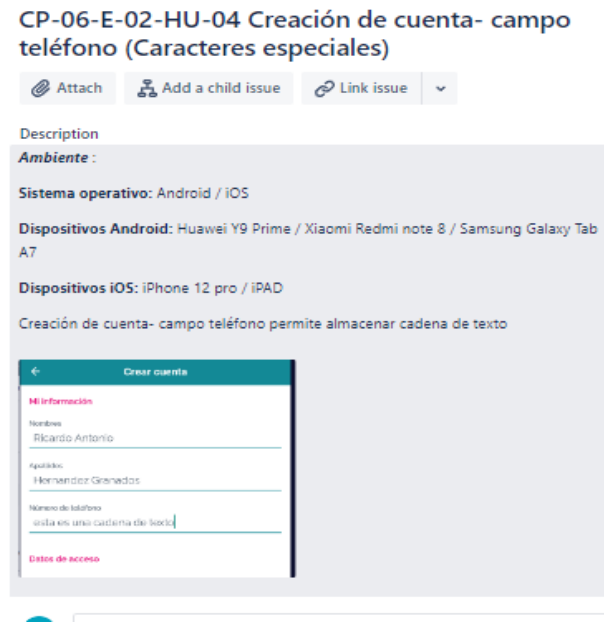 CP-06-E-02-HU-04 Creación de cuenta- campo
teléfono (Caracteres especiales)
Attach
Add a child issue
Link issue
Description
Ambiente :
Sistema operativo: Android / iOS
Dispositivos Android: Huawei Y9 Prime / Xiaomi Redmi note 8 / Samsung Galaxy Tab
A7
Dispositivos iOS: iPhone 12 pro / iPAD
Creación de cuenta- campo teléfono permite almacenar cadena de texto
Crear cuenta
Mi información
Nombres
Ricardo Antonio
Apellidos
Hernandez Granados
Número de teléfono
esta es una cadena de texto
Datos de acceso